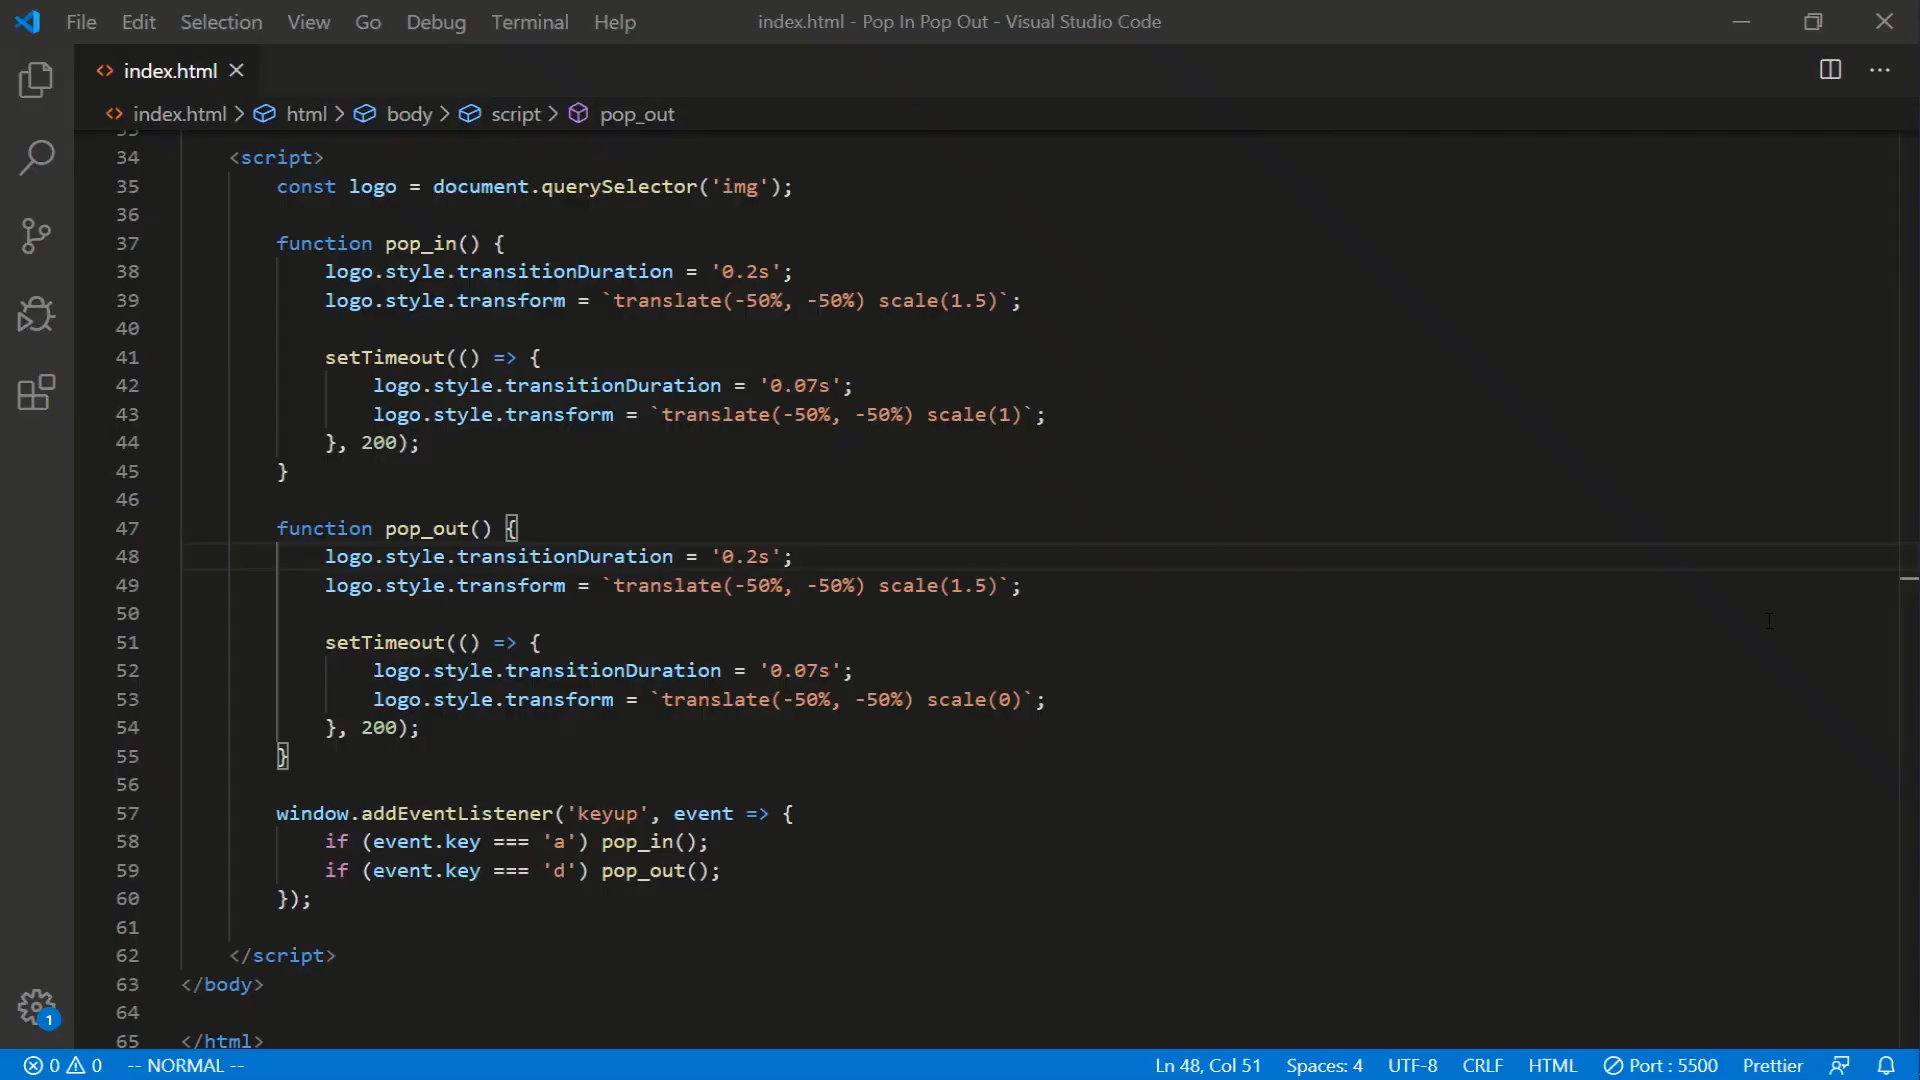 File Edit Selection View Go Debug Terminal Help index.html - Pop In Pop Out - Visual Studio Code
index.html
index.html > html > body > script > pop_out
34 <script>
35 const logo = document.querySelector('img');
36
37 function pop_in() {
38 logo.style.transitionDuration = '0.2s';
39 logo.style.transform = `translate(-50%, -50%) scale(1.5)`;
40
41 setTimeout(() => {
42 logo.style.transitionDuration = '0.07s';
43 logo.style.transform = `translate(-50%, -50%) scale(1)`;
44 }, 200);
45 }
46
47 function pop_out() {
48 logo.style.transitionDuration = '0.2s';
49 logo.style.transform = `translate(-50%, -50%) scale(1.5)`;
50
51 setTimeout(() => {
52 logo.style.transitionDuration = '0.07s';
53 logo.style.transform = `translate(-50%, -50%) scale(0)`;
54 }, 200);
55 }
56
57 window.addEventListener('keyup', event => {
58 if (event.key === 'a') pop_in();
59 if (event.key === 'd') pop_out();
60 });
61
62 </script>
63 </body>
64
65 </html>
1
0 0 -- NORMAL -- Ln 48, Col 51 Spaces: 4 UTF-8 CRLF HTML Port : 5500 Prettier